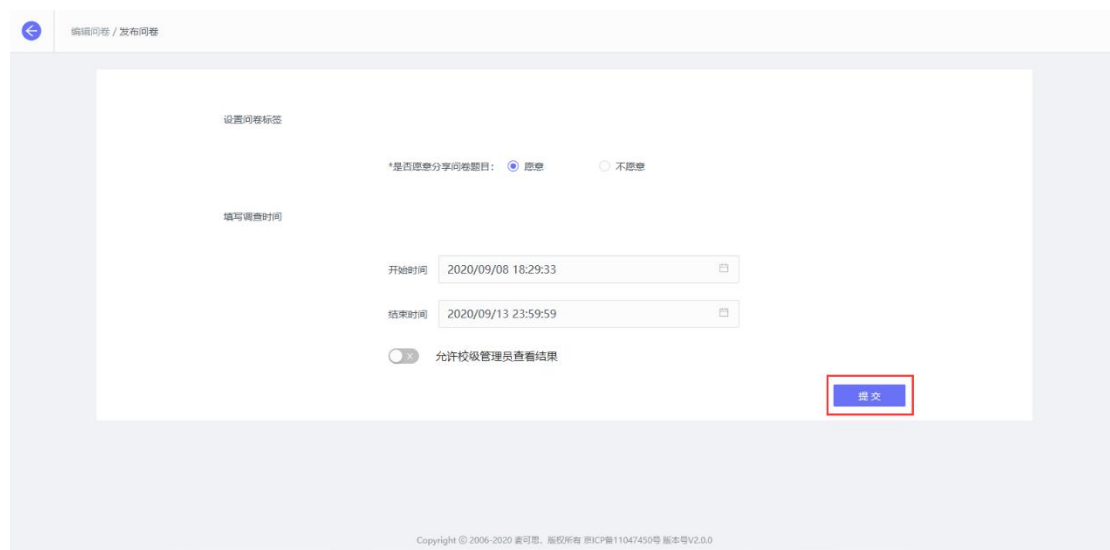 编辑问卷 / 发布问卷
设置问卷标签
*是否愿意分享问卷题目： 愿意 不愿意
填写调查时间
开始时间 2020/09/08 18:29:33
结束时间 2020/09/13 23:59:59
允许校级管理员查看结果
提 交
Copyright © 2006-2020 麦可思．版权所有 京ICP备11047450号 版本号V2.0.0